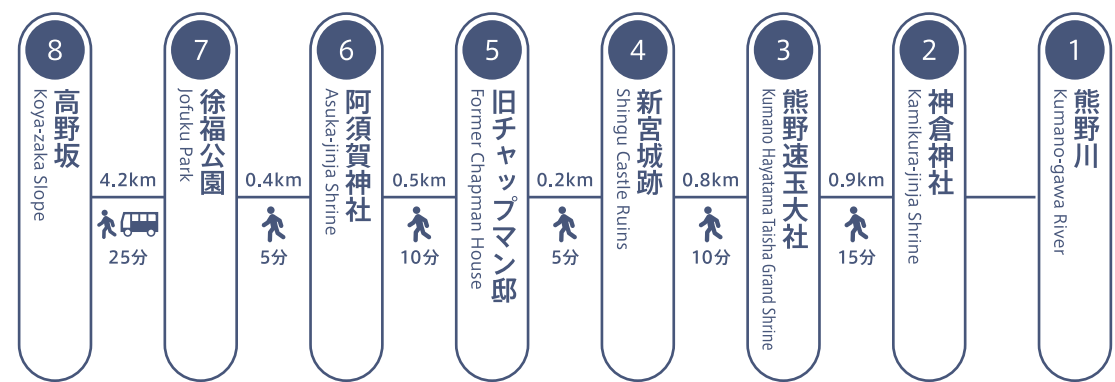 8
高野坂
Koya-zaka Slope
4.2km
25分
7
徐福公園
Jofuku Park
0.4km
5分
6
阿須賀神社
Asuka-jinja Shrine
0.5km
10分
5
旧チャップマン邸
Former Chapman House
0.2km
5分
4
新宮城跡
Shingu Castle Ruins
0.8km
10分
3
熊野速玉大社
Kumano Hayatama Taisha Grand Shrine
0.9km
15分
2
神倉神社
Kamikura-jinja Shrine
1
熊野川
Kumano-gawa River